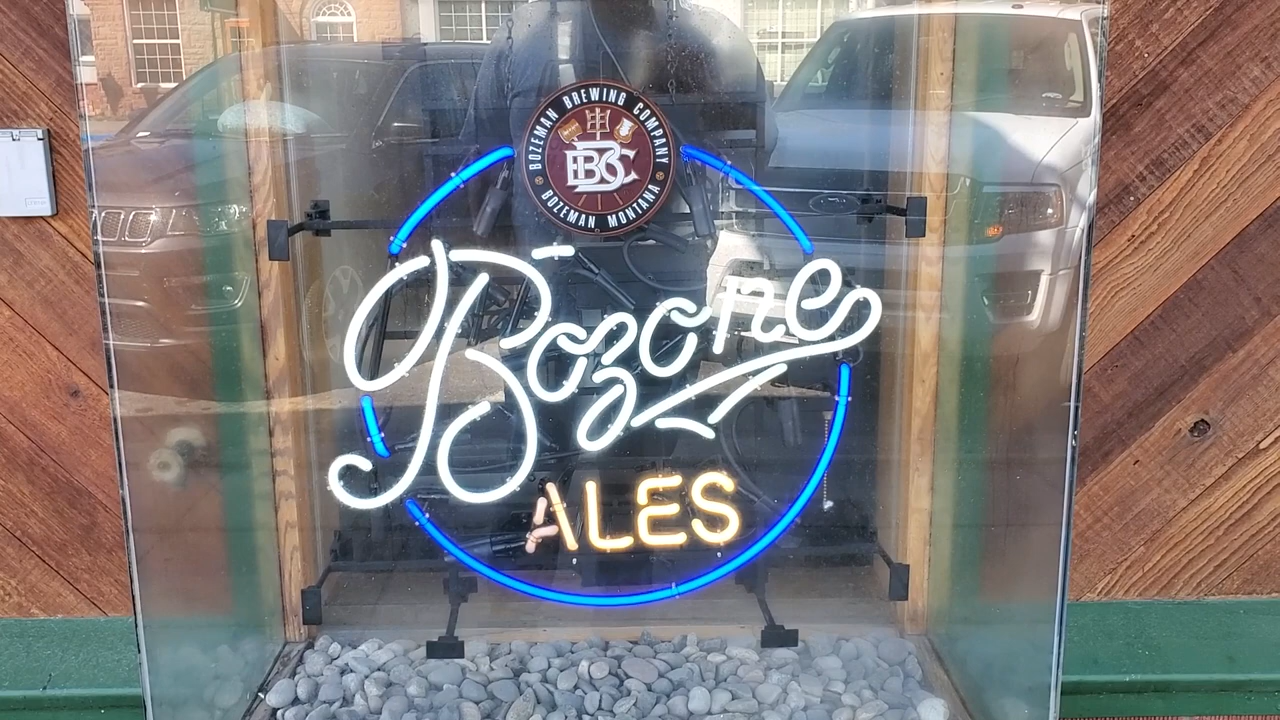 BOZEMAN BREWING COMPANY
BBC
BOZEMAN MONTANA
Bozone
ALES